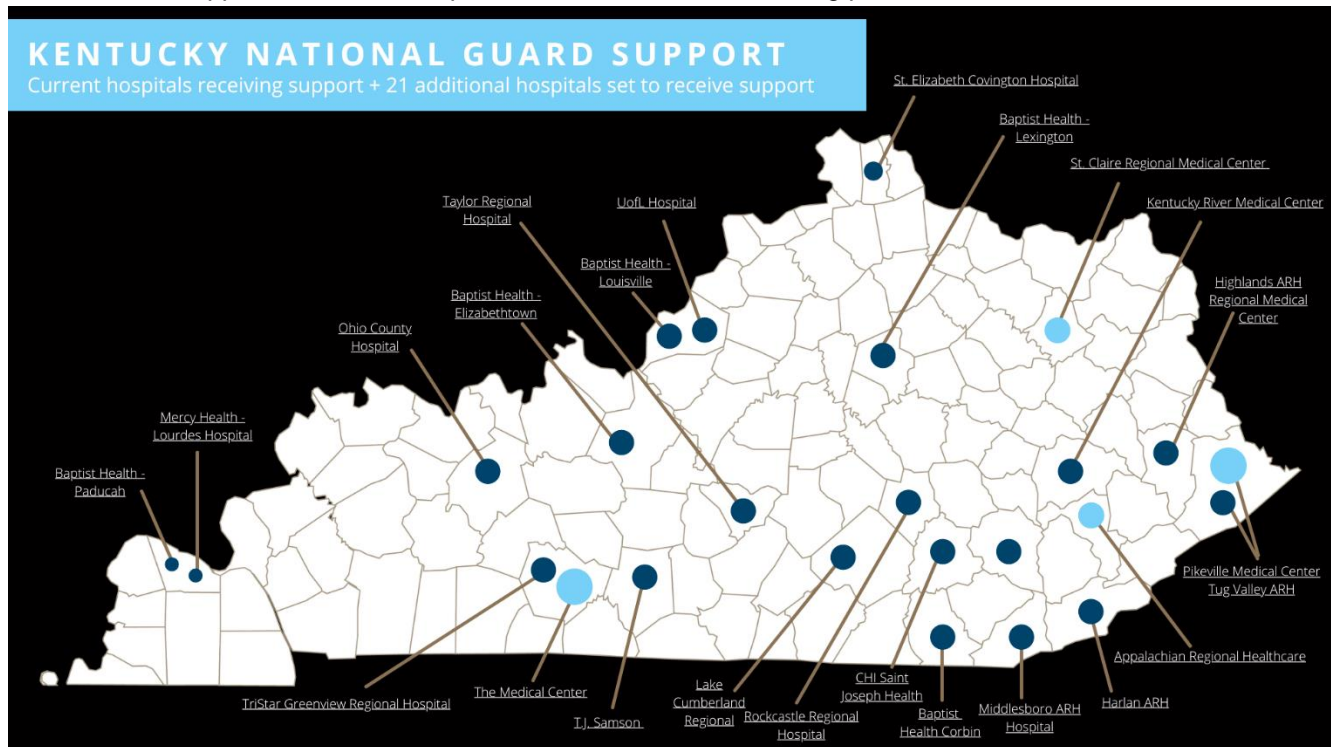 KENTUCKY NATIONAL GUARD SUPPORT
Current hospitals receiving support + 21 additional hospitals set to receive support
St. Elizabeth Covington Hospital
Baptist Health -
Lexington
St. Claire Regional Medical Center
Taylor Regional
Hospital
UofL Hospital
Kentucky River Medical Center
Baptist Health -
Louisville
Highlands ARH
Regional Medical
Center
Baptist Health -
Elizabethtown
Ohio County
Hospital
Mercy Health -
Lourdes Hospital
Baptist Health -
Paducah
Pikeville Medical Center
Tug Valley ARH
Appalachian Regional Healthcare
TriStar Greenview Regional Hospital
The Medical Center
T.J. Samson
Lake
Cumberland
Regional
Rockcastle Regional
Hospital
CHI Saint
Joseph Health
Baptist
Health Corbin
Middlesboro ARH
Hospital
Harlan ARH